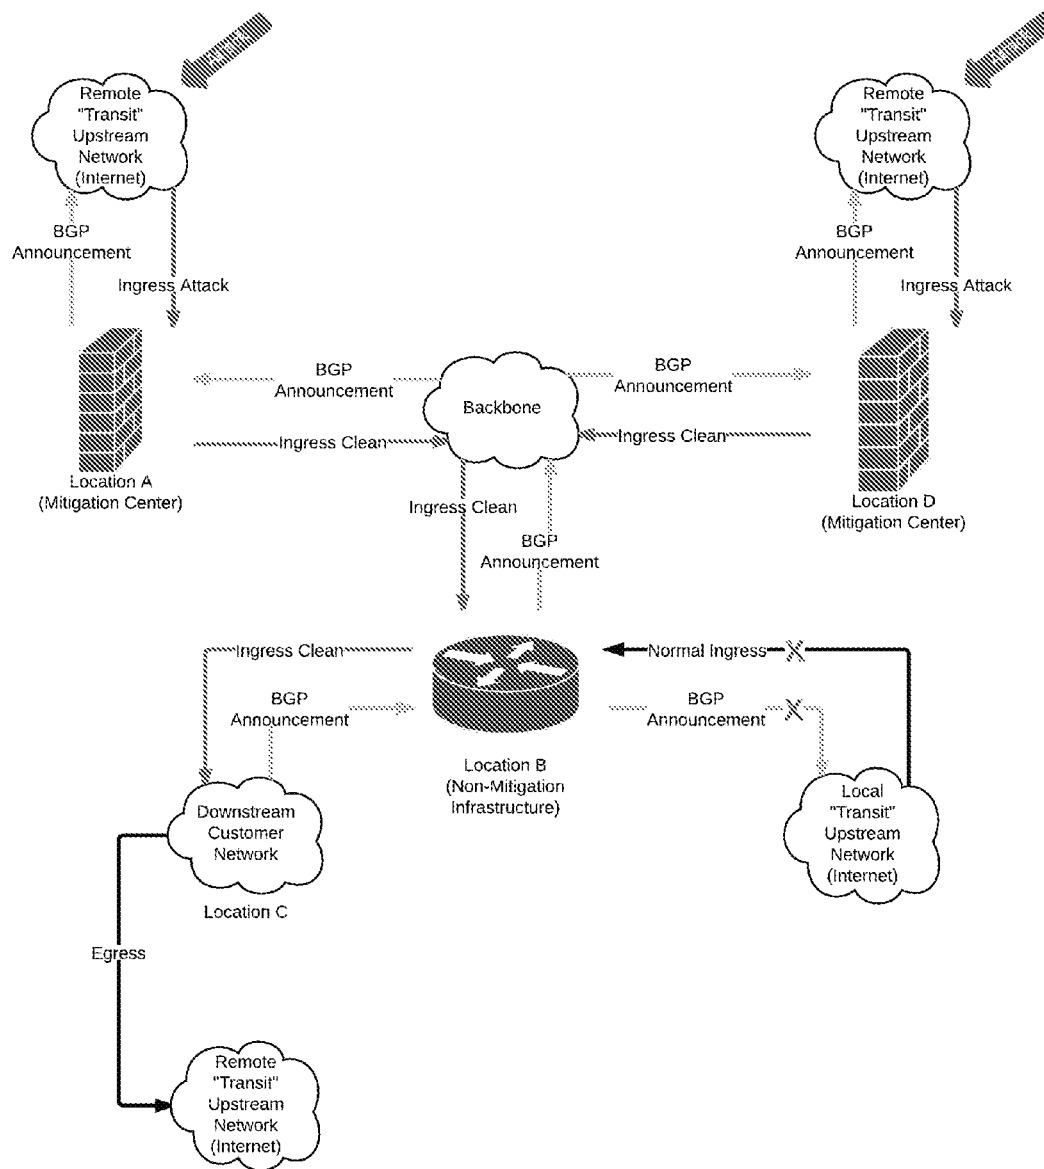 Remote
"Transit"
Upstream
Network
(Internet)
Remote
"Transit"
Upstream
Network
(Internet)
BGP
Announcement
Ingress Attack
BGP
Announcement
Ingress Attack
BGP
Announcement
Backbone
BGP
Announcement
Ingress Clean
Ingress Clean
Location A
(Mitigation Center)
Location D
(Mitigation Center)
Ingress Clean
BGP
Announcement
Ingress Clean
Normal Ingress
X
BGP
Announcement
BGP
Announcement
X
Location B
(Non-Mitigation
Infrastructure)
Downstream
Customer
Network
Location C
Local
"Transit"
Upstream
Network
(Internet)
Egress
Remote
"Transit"
Upstream
Network
(Internet)